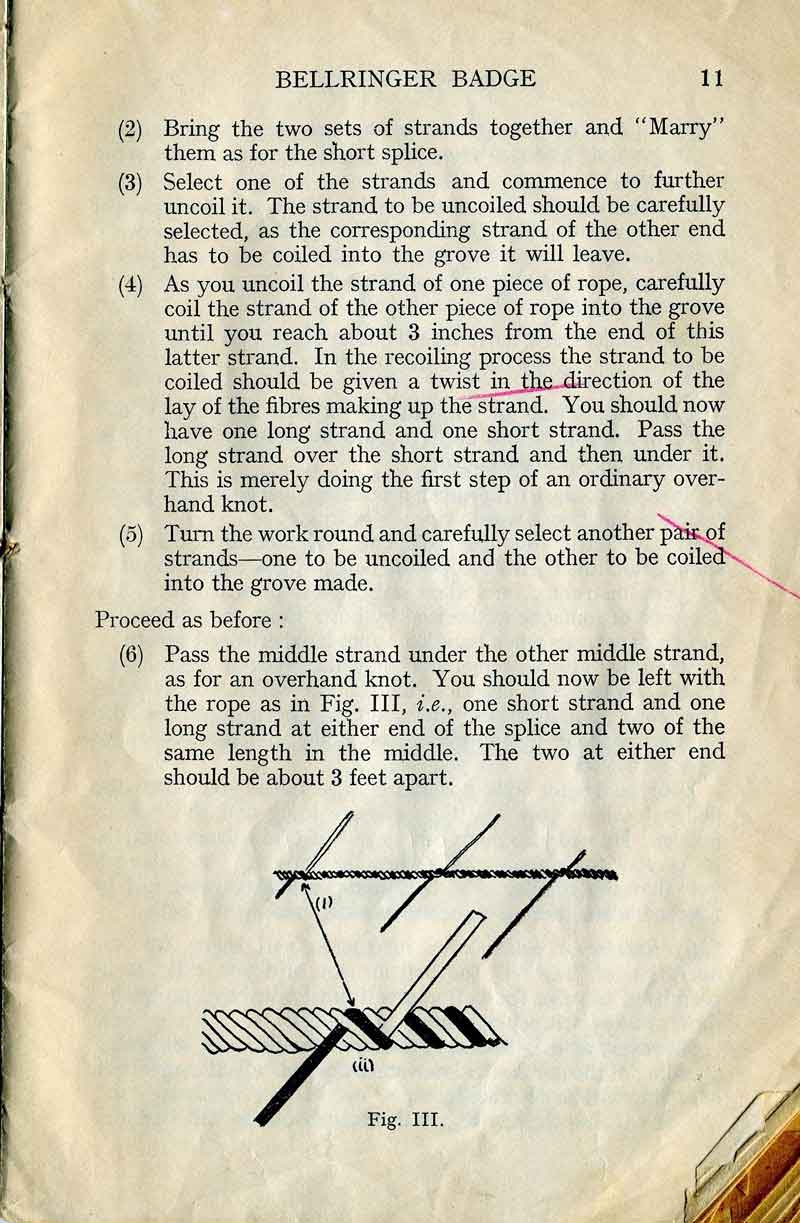 BELLRINGER BADGE 11
(2) Bring the two sets of strands together and "Marry"
them as for the short splice.
(3) Select one of the strands and commence to further
uncoil it. The strand to be uncoiled should be carefully
selected, as the corresponding strand of the other end
has to be coiled into the grove it will leave.
(4) As you uncoil the strand of one piece of rope, carefully
coil the strand of the other piece of rope into the grove
until you reach about 3 inches from the end of this
latter strand. In the recoiling process the strand to be
coiled should be given a twist in the direction of the
lay of the fibres making up the strand. You should now
have one long strand and one short strand. Pass the
long strand over the short strand and then under it.
This is merely doing the first step of an ordinary over-
hand knot.
(5) Turn the work round and carefully select another pair of
strands—one to be uncoiled and the other to be coiled
into the grove made.
Proceed as before :
(6) Pass the middle strand under the other middle strand,
as for an overhand knot. You should now be left with
the rope as in Fig. III, i.e., one short strand and one
long strand at either end of the splice and two of the
same length in the middle. The two at either end
should be about 3 feet apart.
(i)
(ii)
Fig. III.